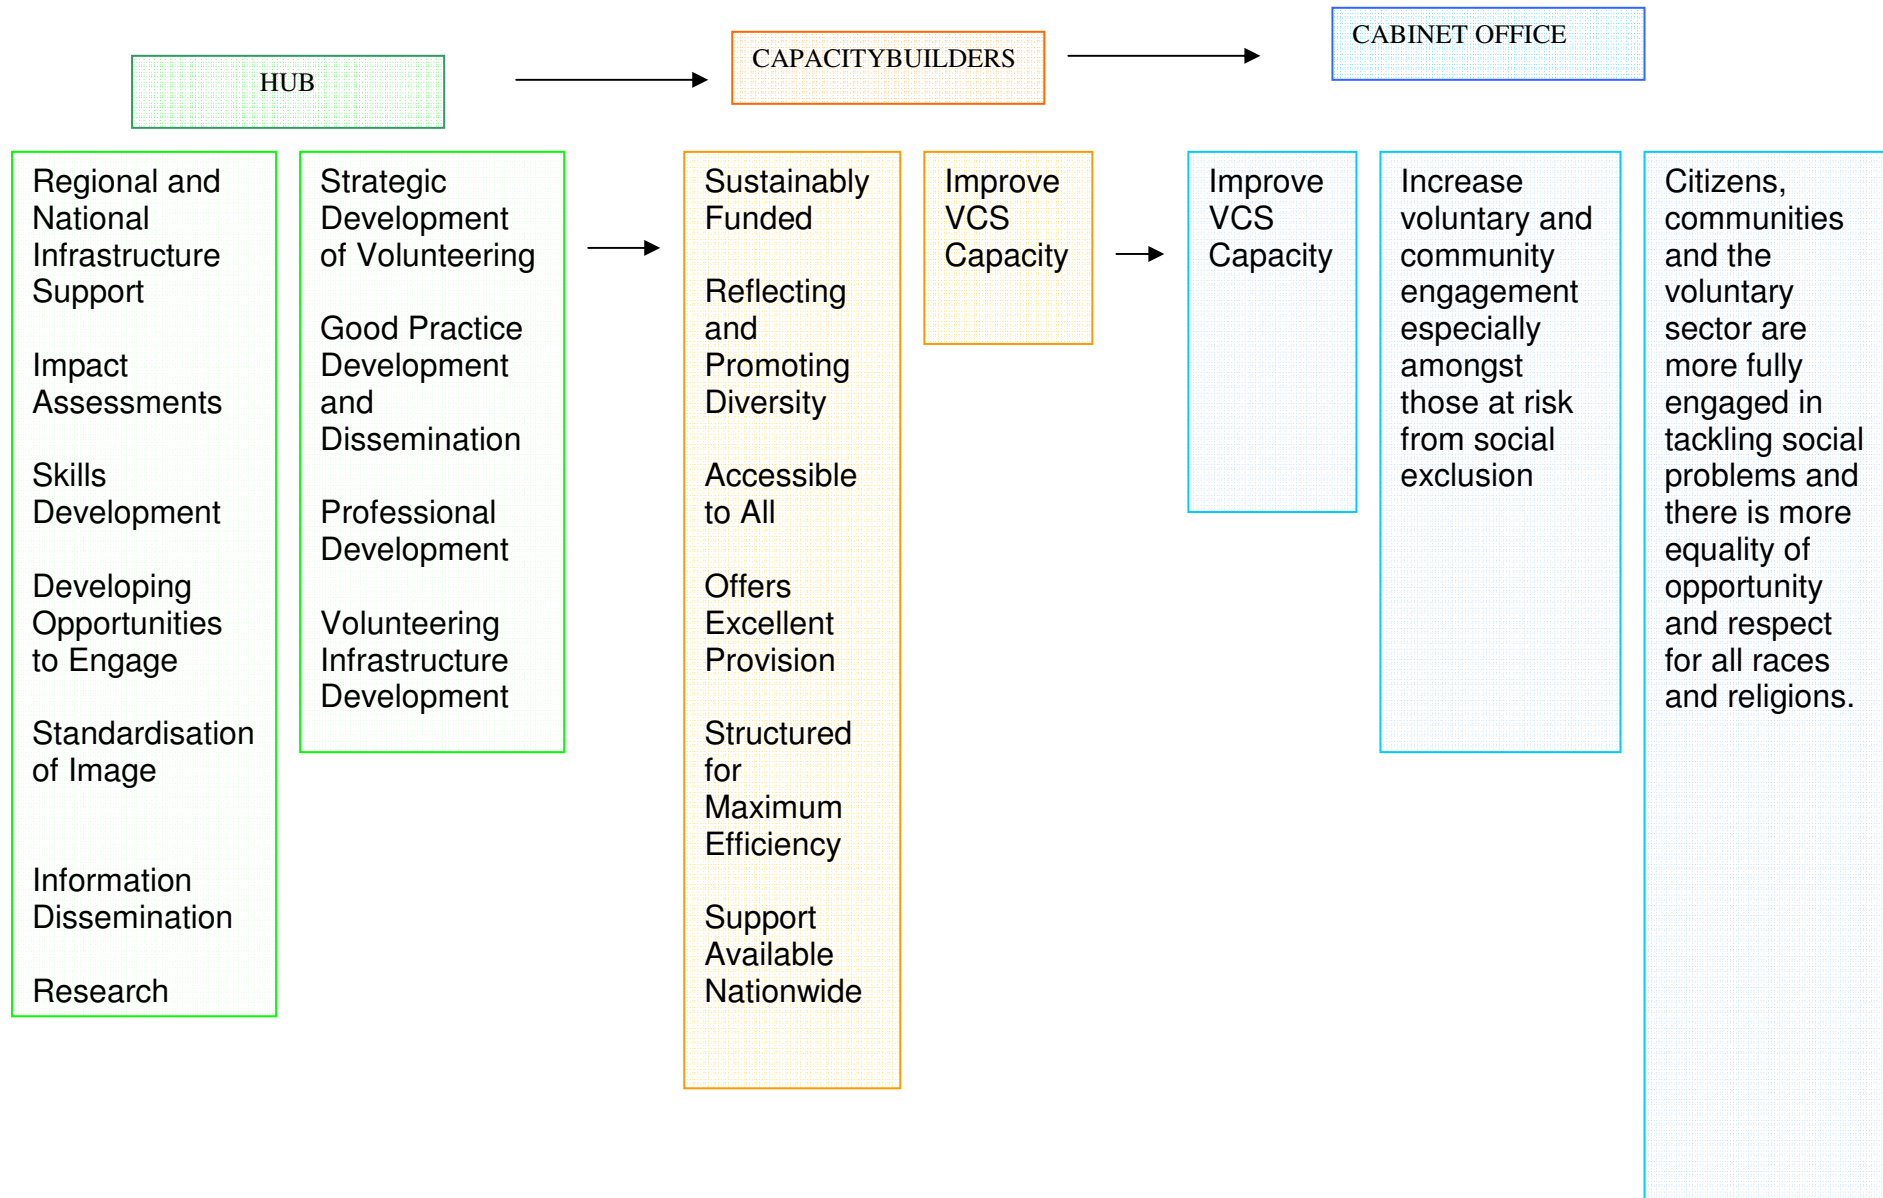 HUB
CAPACITYBUILDERS
CABINET OFFICE
Regional and
National
Infrastructure
Support
Impact
Assessments
Skills
Development
Developing
Opportunities
to Engage
Standardisation
of Image
Information
Dissemination
Research
Strategic
Development
of Volunteering
Good Practice
Development
and
Dissemination
Professional
Development
Volunteering
Infrastructure
Development
Sustainably
Funded
Reflecting
and
Promoting
Diversity
Accessible
to All
Offers
Excellent
Provision
Structured
for
Maximum
Efficiency
Support
Available
Nationwide
Improve
VCS
Capacity
Improve
VCS
Capacity
Increase
voluntary and
community
engagement
especially
amongst
those at risk
from social
exclusion
Citizens,
communities
and the
voluntary
sector are
more fully
engaged in
tackling social
problems and
there is more
equality of
opportunity
and respect
for all races
and religions.